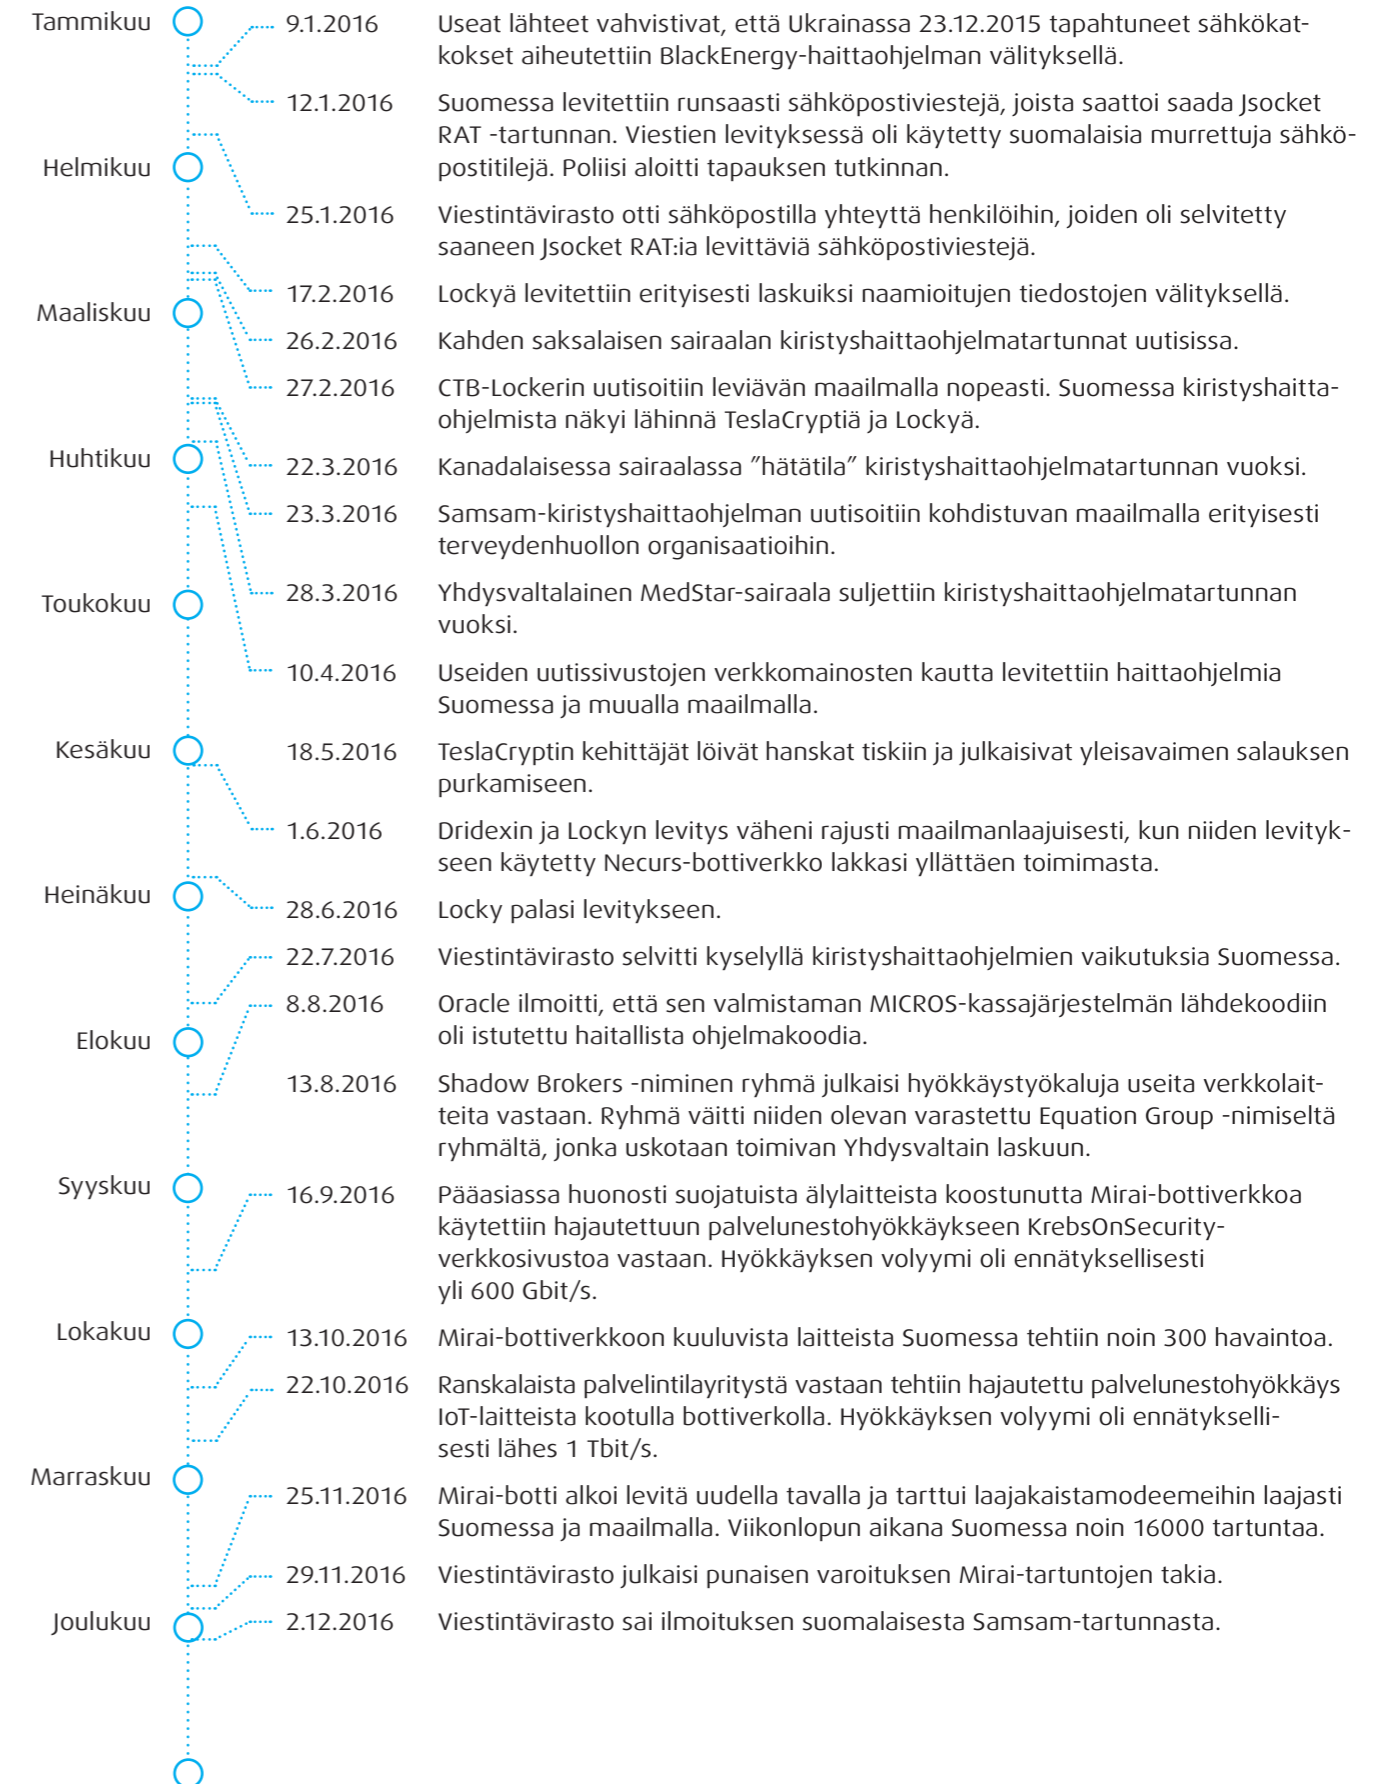 Tammikuu
9.1.2016 Useat lähteet vahvistivat, että Ukrainassa 23.12.2015 tapahtuneet sähkökat-
kokset aiheutettiin BlackEnergy-haittaohjelman välityksellä.
12.1.2016 Suomessa levitettiin runsaasti sähköpostiviestejä, joista saattoi saada Jsocket
RAT -tartunnan. Viestien levityksessä oli käytetty suomalaisia murrettuja sähkö-
postitilejä. Poliisi aloitti tapauksen tutkinnan.
Helmikuu
25.1.2016 Viestintävirasto otti sähköpostilla yhteyttä henkilöihin, joiden oli selvitetty
saaneen Jsocket RAT:ia levittäviä sähköpostiviestejä.
17.2.2016 Lockyä levitettiin erityisesti laskuiksi naamioitujen tiedostojen välityksellä.
Maaliskuu
26.2.2016 Kahden saksalaisen sairaalan kiristyshaittaohjelmatartunnat uutisissa.
27.2.2016 CTB-Lockerin uutisoitiin leviävän maailmalla nopeasti. Suomessa kiristyshaitta-
ohjelmista näkyi lähinnä TeslaCryptiä ja Lockyä.
Huhtikuu
22.3.2016 Kanadalaisessa sairaalassa ”hätätila” kiristyshaittaohjelmatartunnan vuoksi.
23.3.2016 Samsam-kiristyshaittaohjelman uutisoitiin kohdistuvan maailmalla erityisesti
terveydenhuollon organisaatioihin.
28.3.2016 Yhdysvaltalainen MedStar-sairaala suljettiin kiristyshaittaohjelmatartunnan
vuoksi.
Toukokuu
10.4.2016 Useiden uutissivustojen verkkomainosten kautta levitettiin haittaohjelmia
Suomessa ja muualla maailmalla.
Kesäkuu
18.5.2016 TeslaCryptin kehittäjät löivät hanskat tiskiin ja julkaisivat yleisavaimen salauksen
purkamiseen.
1.6.2016 Dridexin ja Lockyn levitys väheni rajusti maailmanlaajuisesti, kun niiden levityk-
seen käytetty Necurs-bottiverkko lakkasi yllättäen toimimasta.
Heinäkuu
28.6.2016 Locky palasi levitykseen.
22.7.2016 Viestintävirasto selvitti kyselyllä kiristyshaittaohjelmien vaikutuksia Suomessa.
8.8.2016 Oracle ilmoitti, että sen valmistaman MICROS-kassajärjestelmän lähdekoodiin
oli istutettu haitallista ohjelmakoodia.
Elokuu
13.8.2016 Shadow Brokers -niminen ryhmä julkaisi hyökkäystyökaluja useita verkkolait-
teita vastaan. Ryhmä väitti niiden olevan varastettu Equation Group -nimiseltä
ryhmältä, jonka uskotaan toimivan Yhdysvaltain laskuun.
Syyskuu
16.9.2016 Pääasiassa huonosti suojatuista älylaitteista koostunutta Mirai-bottiverkkoa
käytettiin hajautettuun palvelunestohyökkäykseen KrebsOnSecurity-
verkkosivustoa vastaan. Hyökkäyksen volyymi oli ennätyksellisesti
yli 600 Gbit/s.
Lokakuu
13.10.2016 Mirai-bottiverkkoon kuuluvista laitteista Suomessa tehtiin noin 300 havaintoa.
22.10.2016 Ranskalaista palvelintilayritystä vastaan tehtiin hajautettu palvelunestohyökkäys
IoT-laitteista kootulla bottiverkolla. Hyökkäyksen volyymi oli ennätykselli-
sesti lähes 1 Tbit/s.
Marraskuu
25.11.2016 Mirai-botti alkoi levitä uudella tavalla ja tarttui laajakaistamodeemeihin laajasti
Suomessa ja maailmalla. Viikonlopun aikana Suomessa noin 16000 tartuntaa.
29.11.2016 Viestintävirasto julkaisi punaisen varoituksen Mirai-tartuntojen takia.
Joulukuu
2.12.2016 Viestintävirasto sai ilmoituksen suomalaisesta Samsam-tartunnasta.